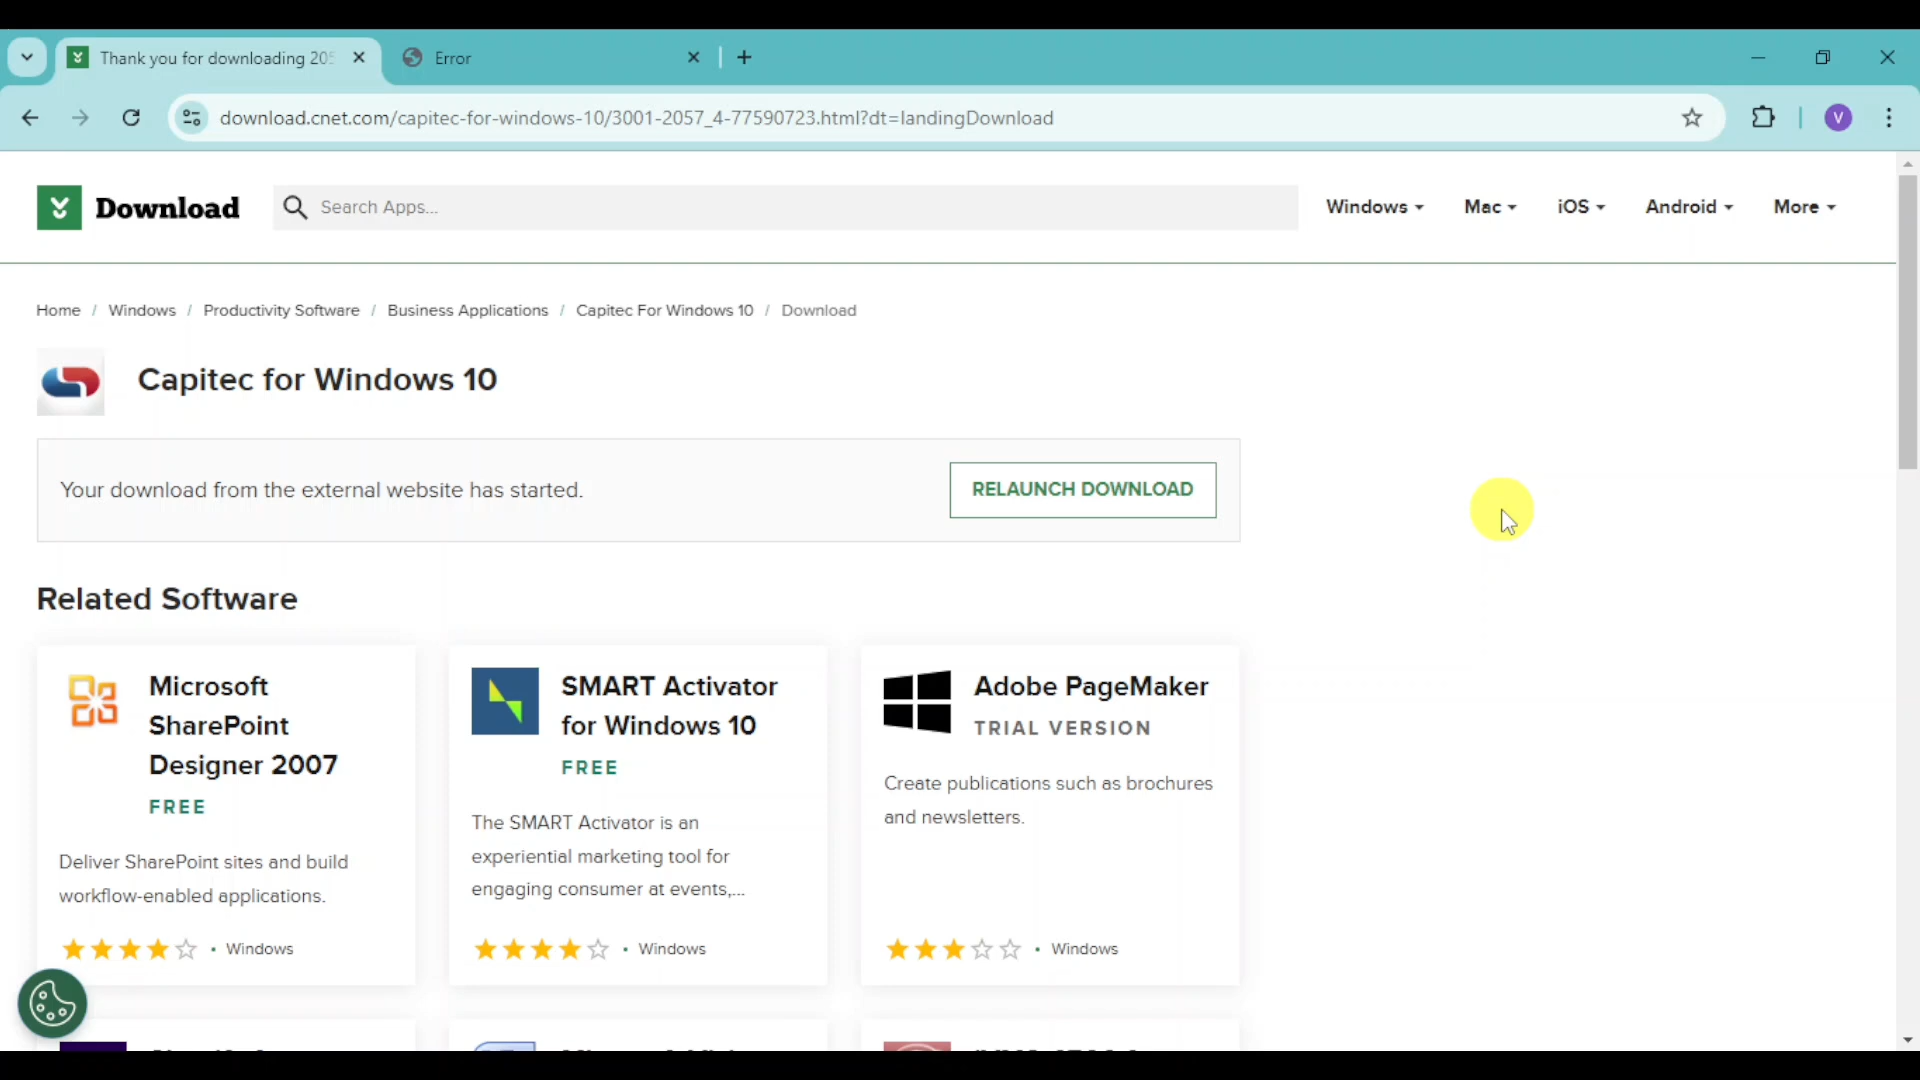 Thank you for downloading 205
Error
download.cnet.com/capitec-for-windows-10/3001-2057_4-77590723.html?dt=landingDownload
V
Download
Search Apps...
Windows
Mac
iOS
Android
More
Home / Windows / Productivity Software / Business Applications / Capitec For Windows 10 / Download
Capitec for Windows 10
Your download from the external website has started.
RELAUNCH DOWNLOAD
Related Software
Microsoft
SharePoint
Designer 2007
FREE
Deliver SharePoint sites and build
workflow-enabled applications.
• Windows
SMART Activator
for Windows 10
FREE
The SMART Activator is an
experiential marketing tool for
engaging consumer at events,...
• Windows
Adobe PageMaker
TRIAL VERSION
Create publications such as brochures
and newsletters.
• Windows